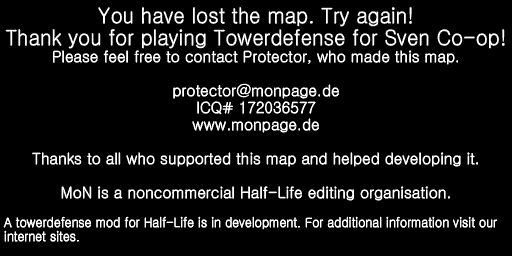 You have lost the map. Try again!
Thank you for playing Towerdefense for Sven Co-op!
Please feel free to contact Protector, who made this map.
protector@monpage.de
ICQ# 172036577
www.monpage.de
Thanks to all who supported this map and helped developing it.
MoN is a noncommercial Half-Life editing organisation.
A towerdefense mod for Half-Life is in development. For additional information visit our
internet sites.